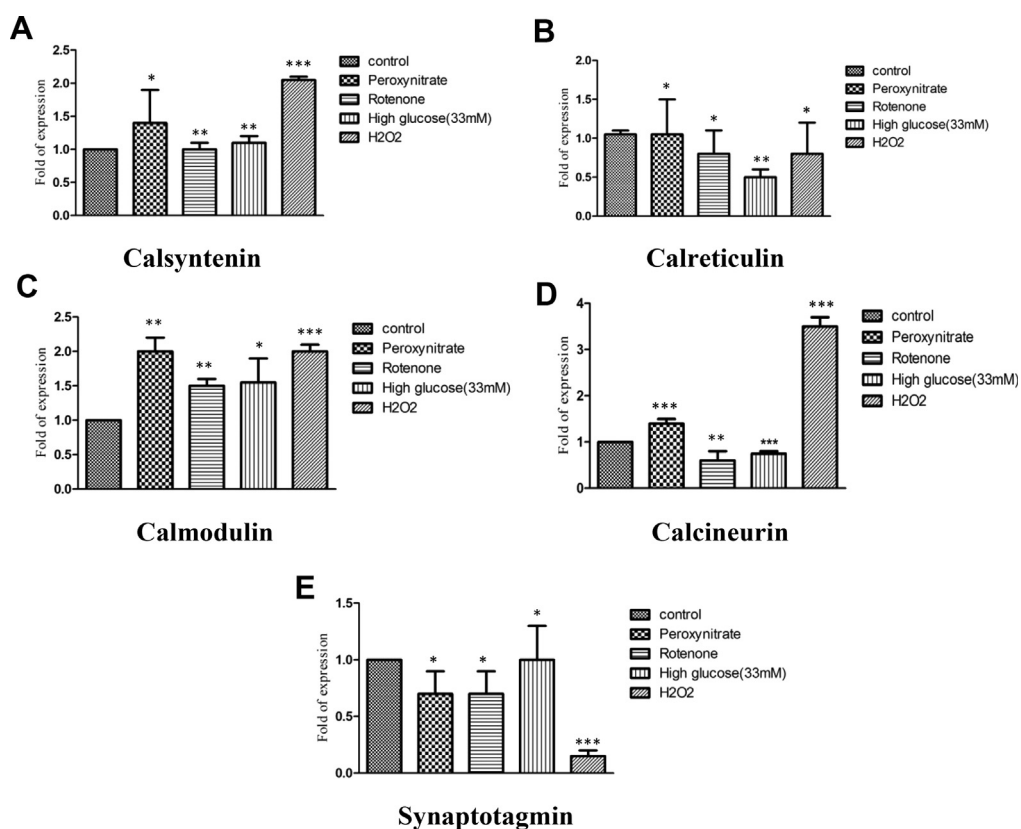 A
Fold of expression
2.5
2.0
1.5
1.0
0.5
0.0
*
**
**
***
control
Peroxynitrate
Rotenone
High glucose(33mM)
H2O2
Calsyntenin
B
Fold of expression
2.0
1.5
1.0
0.5
0.0
*
*
**
*
control
Peroxynitrate
Rotenone
High glucose(33mM)
H2O2
Calreticulin
C
Fold of expression
2.5
2.0
1.5
1.0
0.5
0.0
**
**
*
***
control
Peroxynitrate
Rotenone
High glucose(33mM)
H2O2
Calmodulin
D
Fold of expression
4
3
2
1
0
***
**
***
***
control
Peroxynitrate
Rotenone
High glucose(33mM)
H2O2
Calcineurin
E
Fold of expression
1.5
1.0
0.5
0.0
*
*
*
***
control
Peroxynitrate
Rotenone
High glucose(33mM)
H2O2
Synaptotagmin